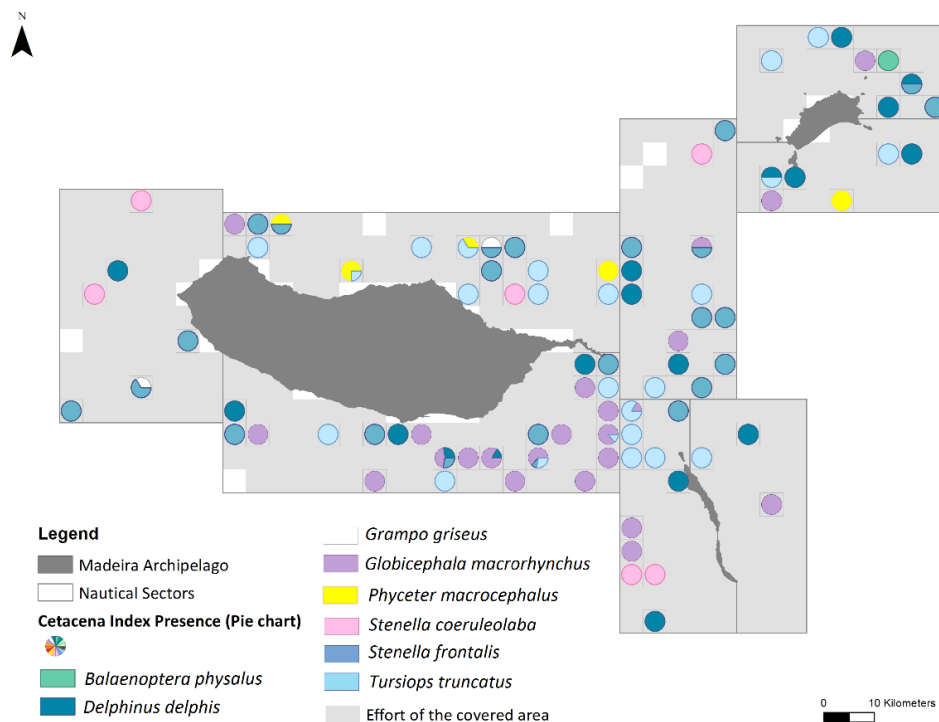 N
Legend
Madeira Archipelago
Nautical Sectors
Cetacena Index Presence (Pie chart)
Balaenoptera physalus
Delphinus delphis
Grampo griseus
Globicephala macrorhynchus
Phyceter macrocephalus
Stenella coeruleolaba
Stenella frontalis
Tursiops truncatus
Effort of the covered area
0 10 Kilometers